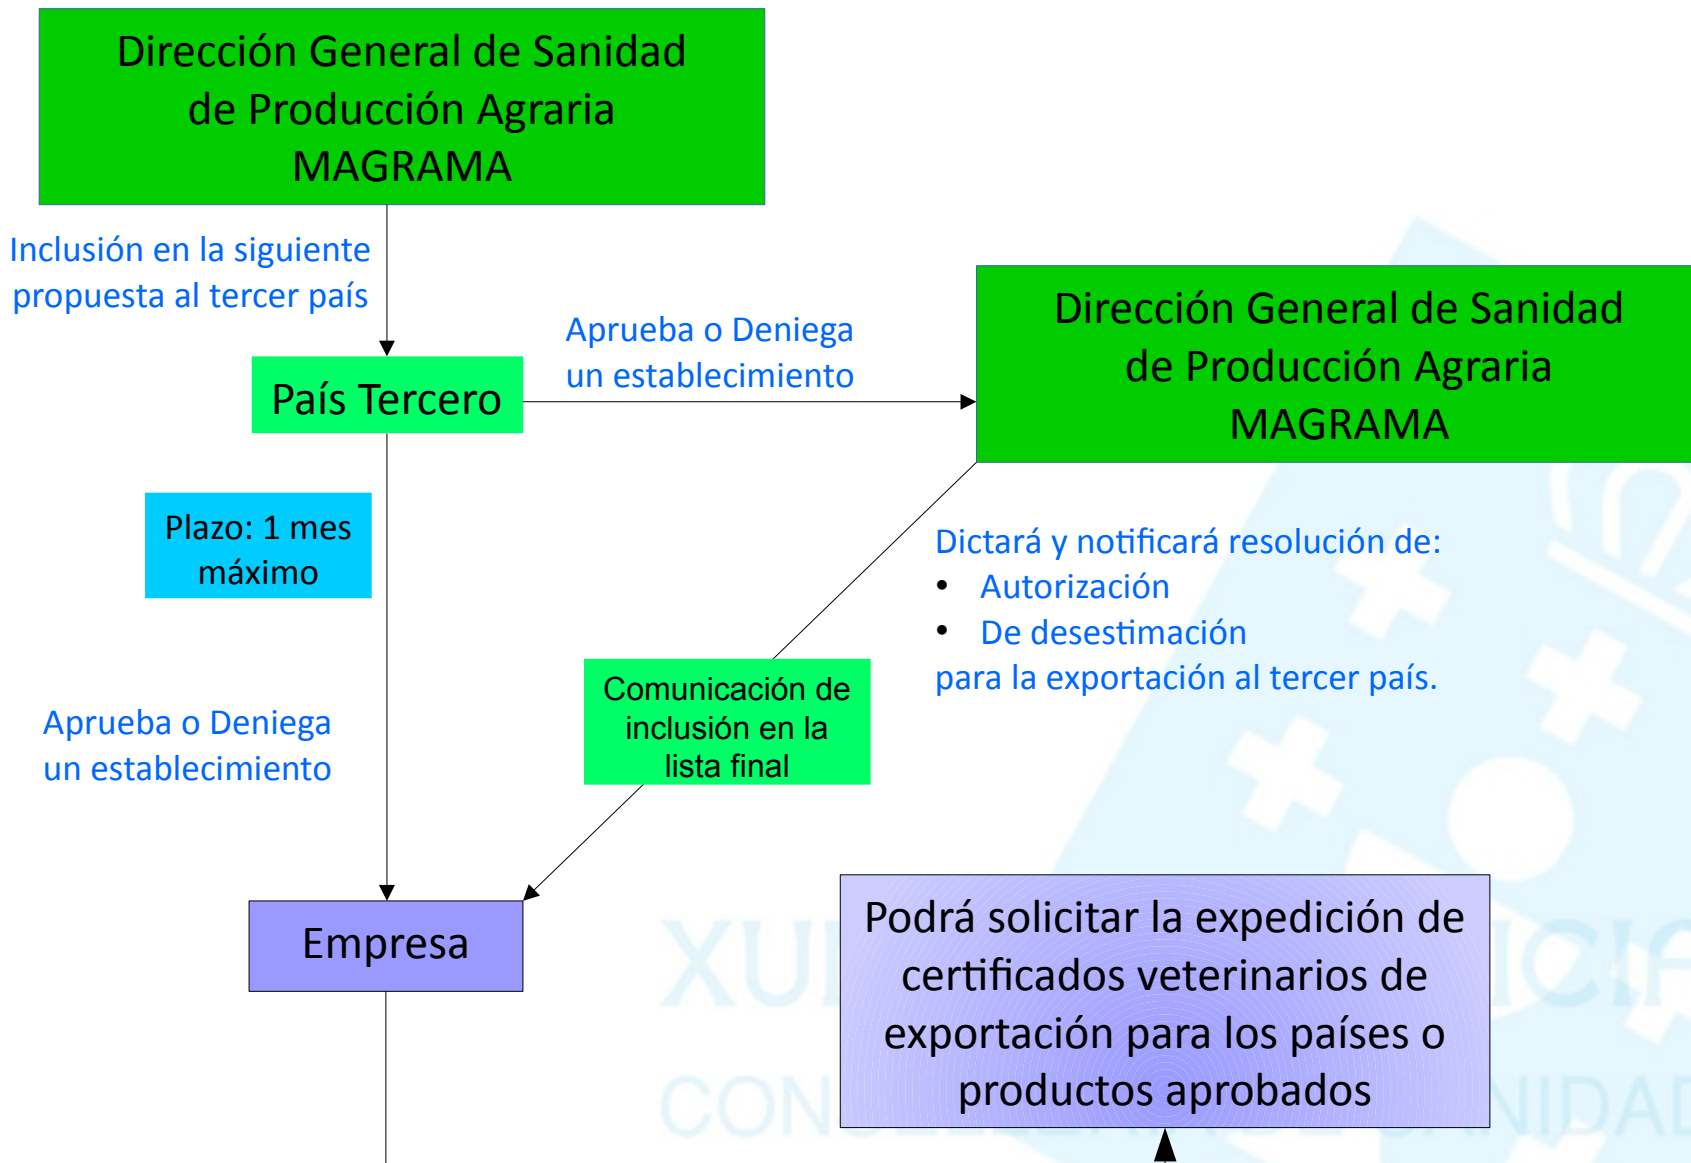 Dirección General de Sanidad
de Producción Agraria
MAGRAMA
Inclusión en la siguiente
propuesta al tercer país
Aprueba o Deniega
un establecimiento
Dirección General de Sanidad
de Producción Agraria
MAGRAMA
País Tercero
Plazo: 1 mes
máximo
Dictará y notificará resolución de:
• Autorización
• De desestimación
para la exportación al tercer país.
Comunicación de
inclusión en la
lista final
Aprueba o Deniega
un establecimiento
Empresa
Podrá solicitar la expedición de
certificados veterinarios de
exportación para los países o
productos aprobados